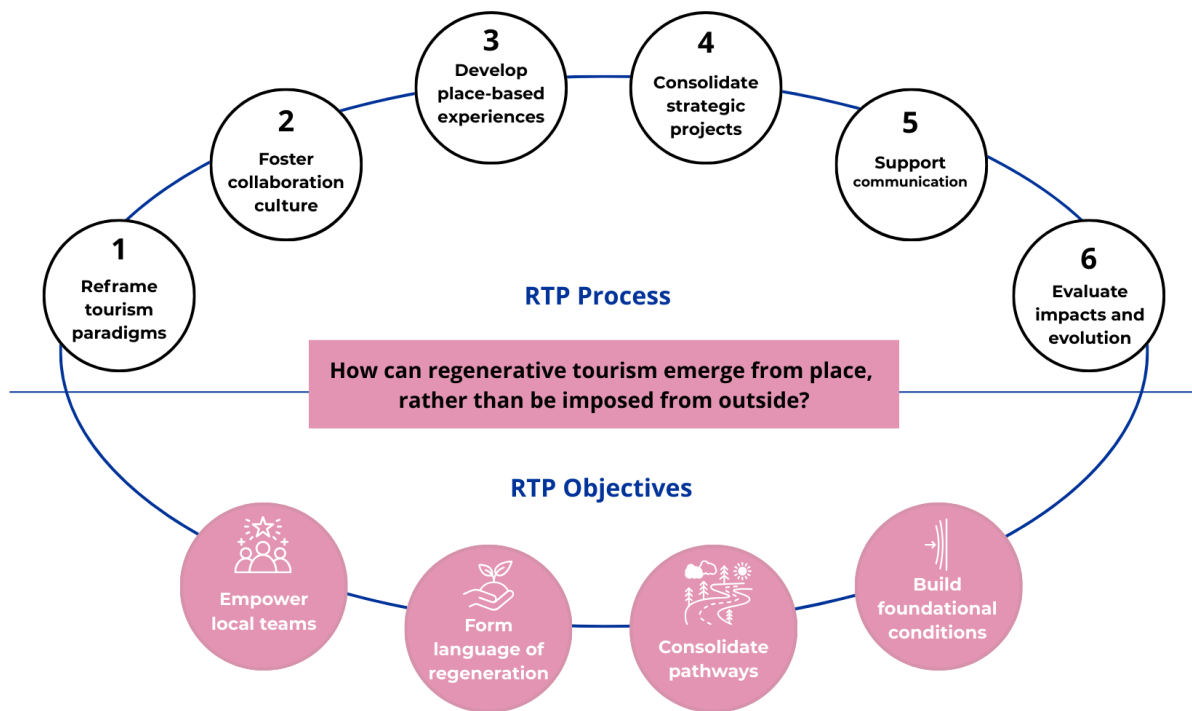 1
Reframe
tourism
paradigms
2
Foster
collaboration
culture
3
Develop
place-based
experiences
4
Consolidate
strategic
projects
5
Support
communication
6
Evaluate
impacts and
evolution
RTP Process
How can regenerative tourism emerge from place,
rather than be imposed from outside?
RTP Objectives
Empower
local teams
Form
language of
regeneration
Consolidate
pathways
Build
foundational
conditions